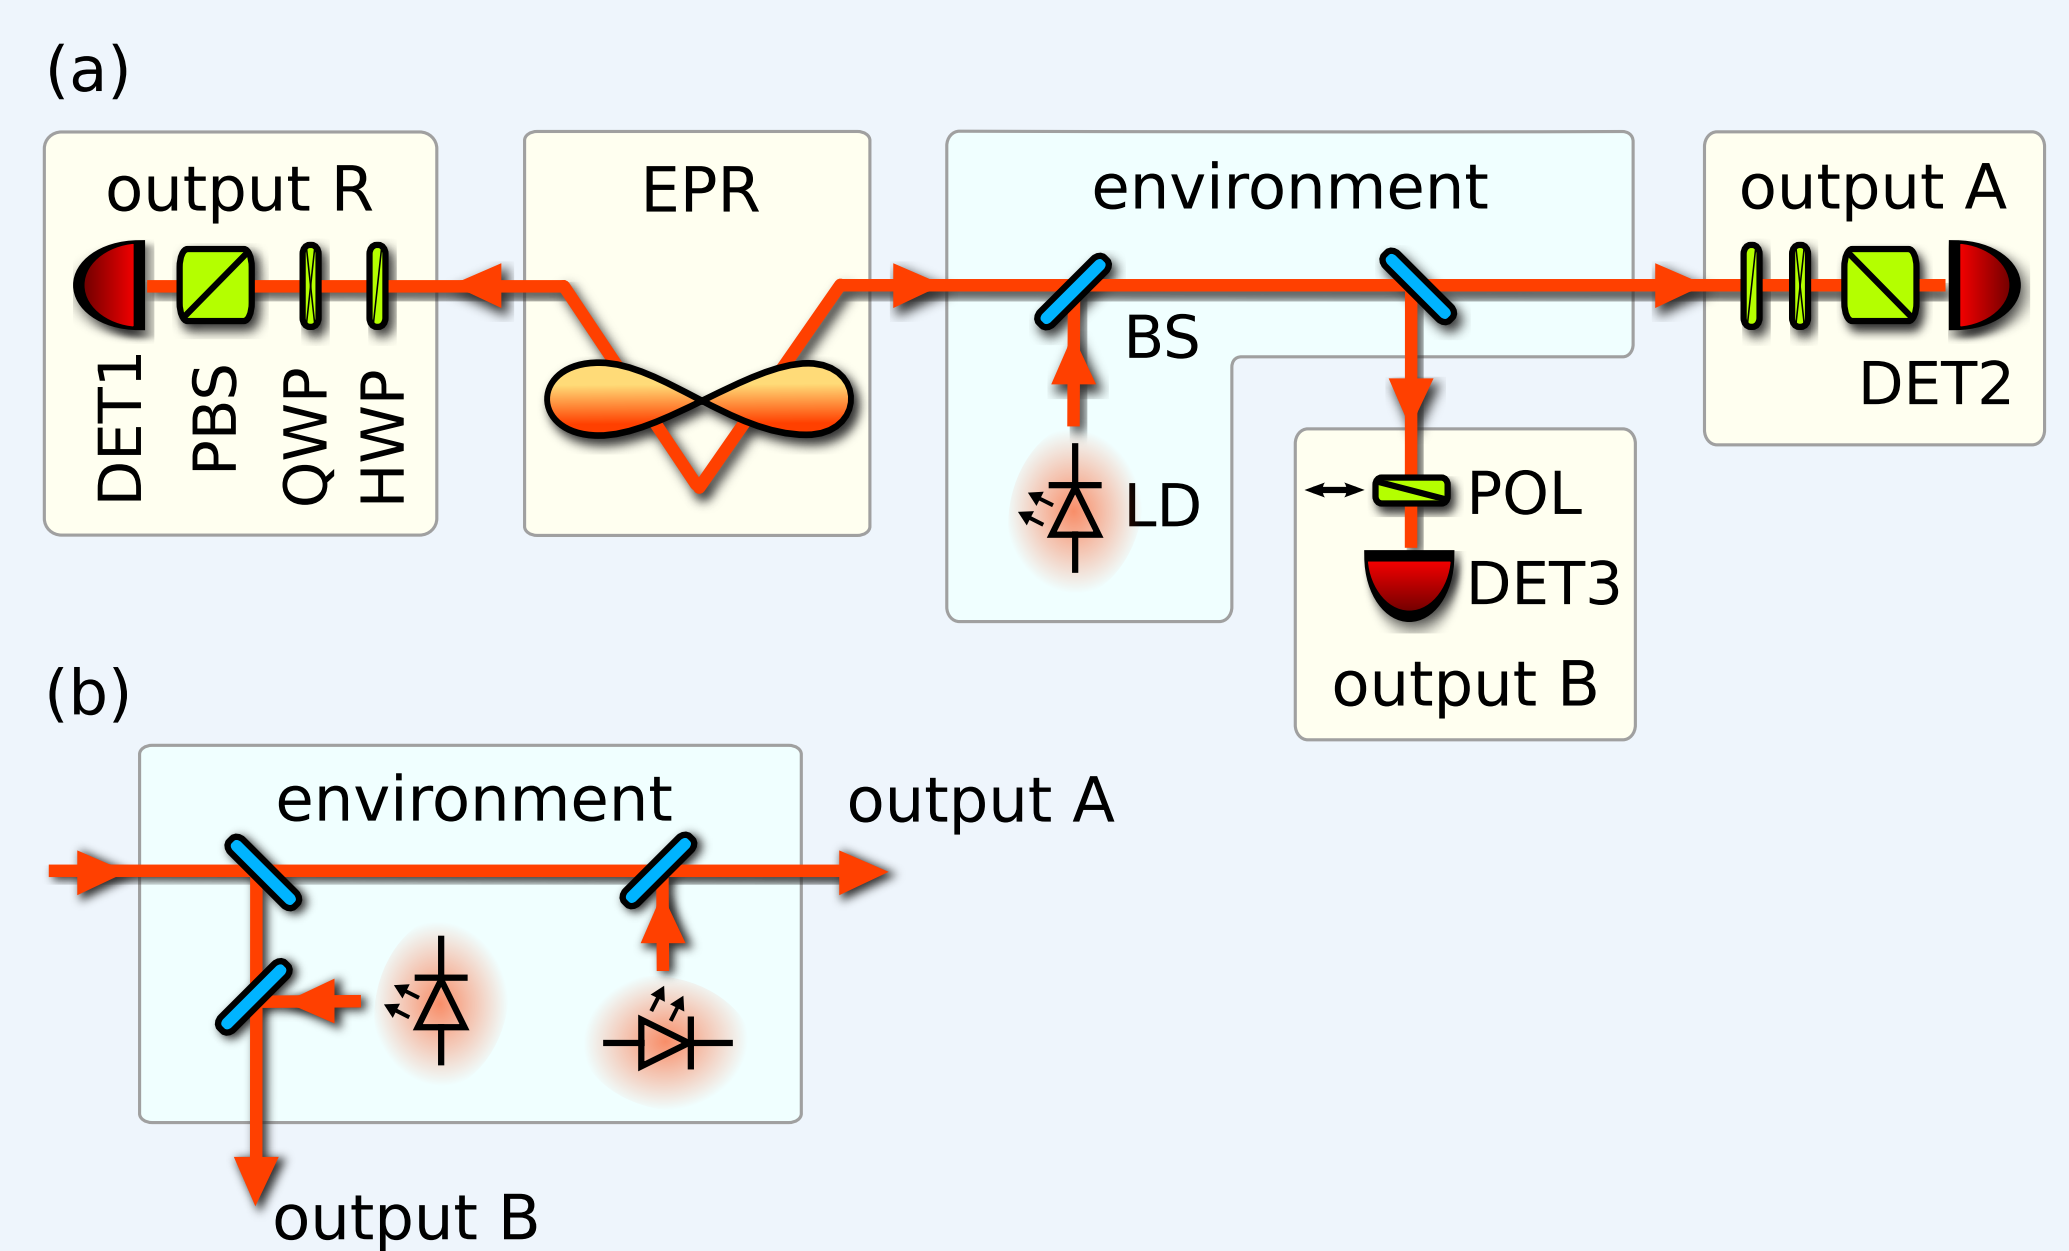 (a)
output R
EPR
environment
output A
BS
DET1
PBS
QWP
HWP
DET2
LD
POL
DET3
output B
(b)
environment
output A
output B